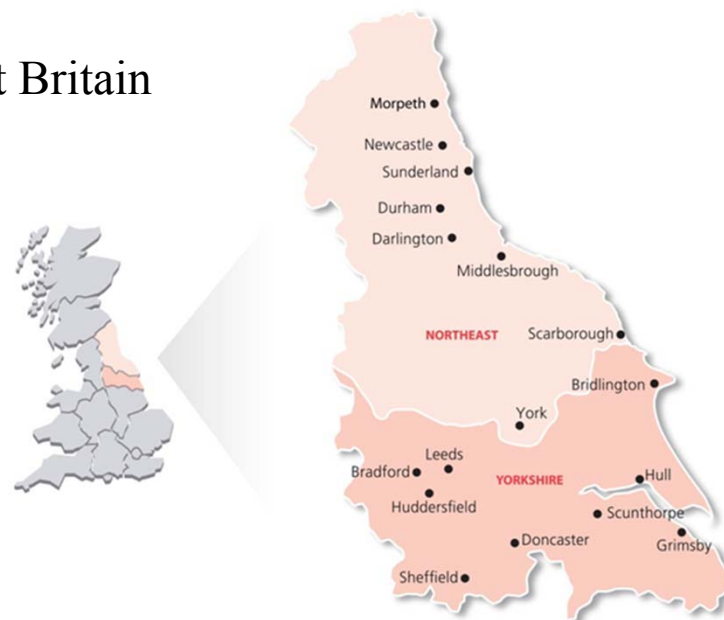 t Britain
Morpeth
Newcastle
Sunderland
Durham
Darlington
Middlesbrough
NORTHEAST
Scarborough
Bridlington
York
Leeds
Bradford
YORKSHIRE
Hull
Huddersfield
Scunthorpe
Doncaster
Grimsby
Sheffield